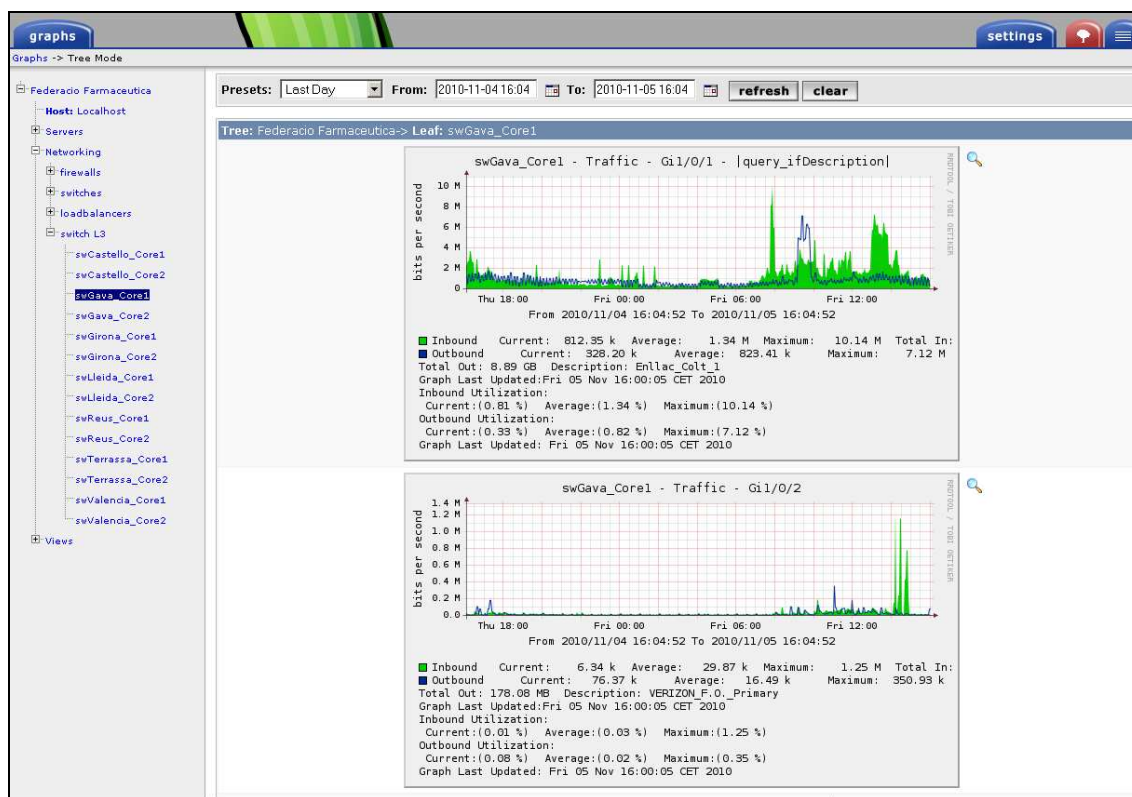 graphs
settings
Graphs -> Tree Mode
Federacio Farmaceutica
Host: Localhost
Servers
Networking
firewalls
switches
loadbalancers
switch L3
swCastello_Core1
swCastello_Core2
swGava_Core1
swGava_Core2
swGirona_Core1
swGirona_Core2
swLleida_Core1
swLleida_Core2
swReus_Core1
swReus_Core2
swTerrassa_Core1
swTerrassa_Core2
swValencia_Core1
swValencia_Core2
Views
Presets: Last Day From: 2010-11-04 16:04 To: 2010-11-05 16:04 refresh clear
Tree: Federacio Farmaceutica-> Leaf: swGava_Core1
swGava_Core1 - Traffic - Gi1/0/1 - |query_ifDescription|
RRDTOOL / TOBI OETIKER
bits per second
10 M
8 M
6 M
4 M
2 M
0
Thu 18:00 Fri 00:00 Fri 06:00 Fri 12:00
From 2010/11/04 16:04:52 To 2010/11/05 16:04:52
Inbound Current: 812.35 k Average: 1.34 M Maximum: 10.14 M Total In:
Outbound Current: 328.20 k Average: 823.41 k Maximum: 7.12 M
Total Out: 8.89 GB Description: Enllac_Colt_1
Graph Last Updated:Fri 05 Nov 16:00:05 CET 2010
Inbound Utilization:
Current:(0.81 %) Average:(1.34 %) Maximum:(10.14 %)
Outbound Utilization:
Current:(0.33 %) Average:(0.82 %) Maximum:(7.12 %)
Graph Last Updated: Fri 05 Nov 16:00:05 CET 2010
swGava_Core1 - Traffic - Gi1/0/2
RRDTOOL / TOBI OETIKER
bits per second
1.4 M
1.2 M
1.0 M
0.8 M
0.6 M
0.4 M
0.2 M
0.0
Thu 18:00 Fri 00:00 Fri 06:00 Fri 12:00
From 2010/11/04 16:04:52 To 2010/11/05 16:04:52
Inbound Current: 6.34 k Average: 29.87 k Maximum: 1.25 M Total In:
Outbound Current: 76.37 k Average: 16.49 k Maximum: 350.93 k
Total Out: 178.08 MB Description: VERIZON_F.O._Primary
Graph Last Updated:Fri 05 Nov 16:00:05 CET 2010
Inbound Utilization:
Current:(0.01 %) Average:(0.03 %) Maximum:(1.25 %)
Outbound Utilization:
Current:(0.08 %) Average:(0.02 %) Maximum:(0.35 %)
Graph Last Updated: Fri 05 Nov 16:00:05 CET 2010